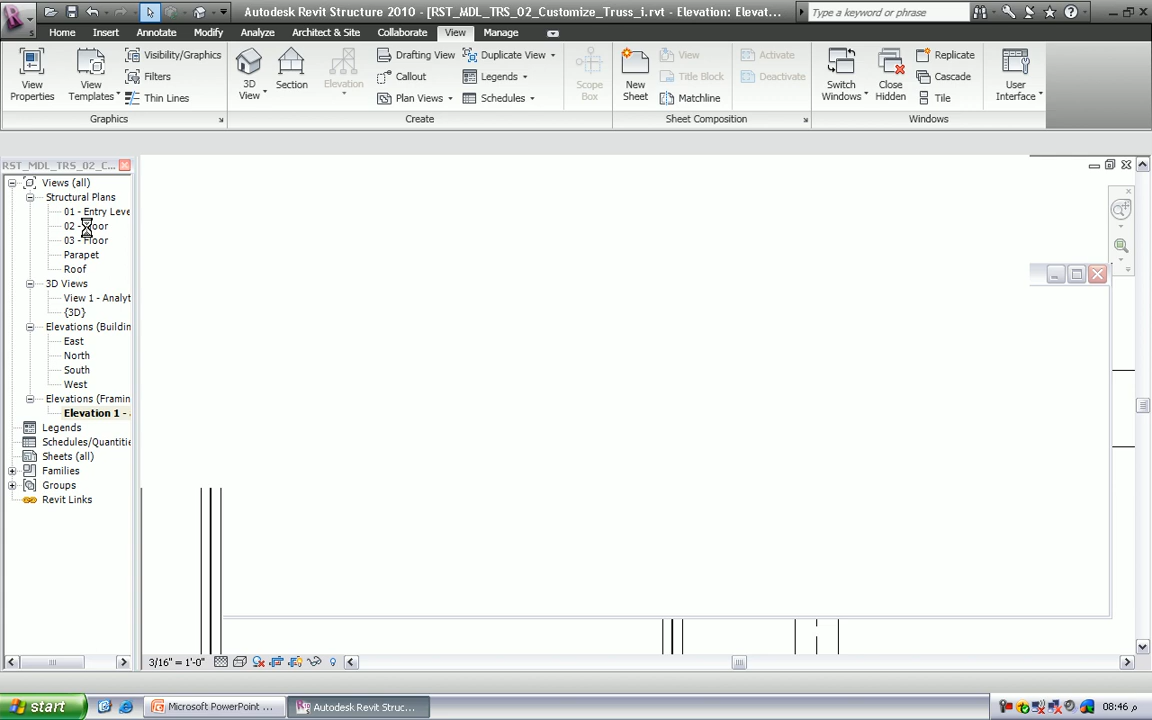 Autodesk Revit Structure 2010 - [RST_MDL_TRS_02_Customize_Truss_i.rvt - Elevation: Elevat...
Type a keyword or phrase
Home Insert Annotate Modify Analyze Architect & Site Collaborate View Manage
View Properties
View Templates
Visibility/Graphics
Filters
Thin Lines
3D View
Section
Elevation
Drafting View
Callout
Plan Views
Duplicate View
Legends
Schedules
Scope Box
New Sheet
View
Title Block
Matchline
Activate
Deactivate
Switch Windows
Close Hidden
Replicate
Cascade
Tile
User Interface
Graphics Create Sheet Composition Windows
RST_MDL_TRS_02_C...
Views (all)
Structural Plans
01 - Entry Leve
02 - Floor
03 - Floor
Parapet
Roof
3D Views
View 1 - Analyt
{3D}
Elevations (Buildin
East
North
South
West
Elevations (Framin
Elevation 1 -
Legends
Schedules/Quantitie
Sheets (all)
Families
Groups
Revit Links
3/16" = 1'-0"
start
Microsoft PowerPoint ...
Autodesk Revit Struc...
08:46 م